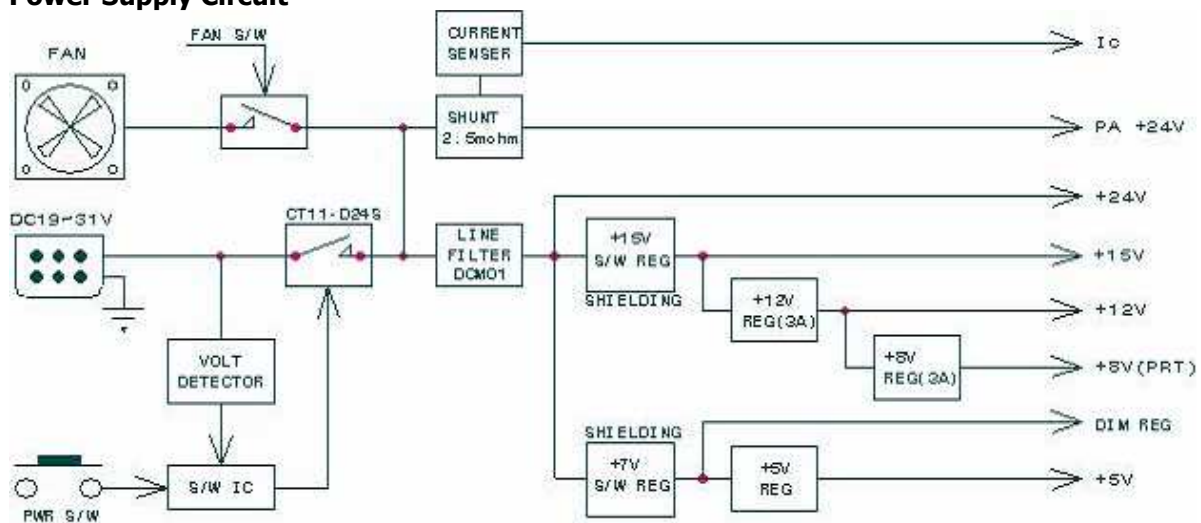 Power Supply Circuit
FAN S/W
CURRENT
SENSER
Ic
FAN
SHUNT
2.5mohm
PA +24V
+24V
DC19~31V
CT11-D24S
LINE
FILTER
DCM01
+15V
S/W REG
+15V
SHIELDING
+12V
REG(3A)
+12V
VOLT
DETECTOR
+8V
REG(3A)
+8V(PRT)
SHIELDING
DIM REG
+7V
S/W REG
+5V
REG
+5V
S/W IC
PWR S/W